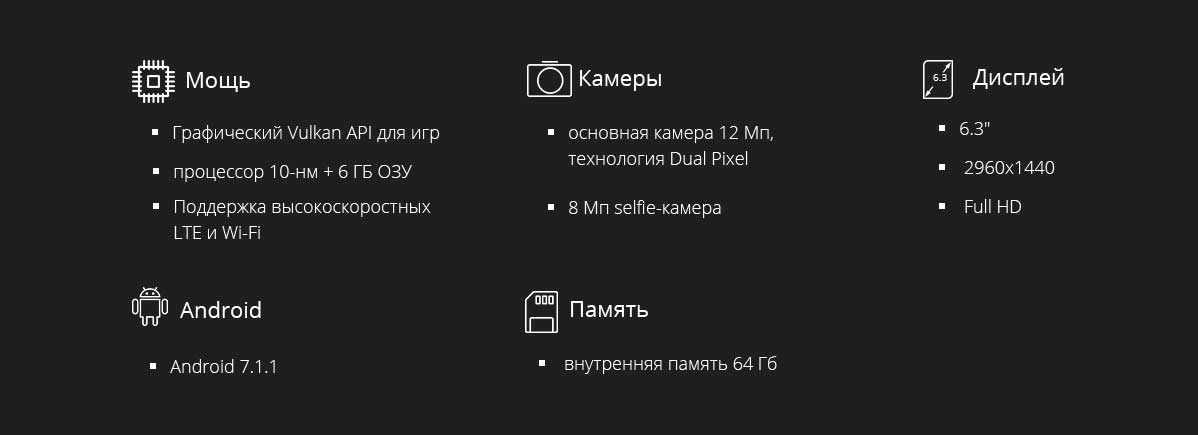 Мощь
Графический Vulkan API для игр
процессор 10-нм + 6 ГБ ОЗУ
Поддержка высокоскоростных
LTE и Wi-Fi
Камеры
основная камера 12 Мп,
технология Dual Pixel
8 Мп selfie-камера
6.3
Дисплей
6.3"
2960x1440
Full HD
Android
Android 7.1.1
Память
внутренняя память 64 Гб